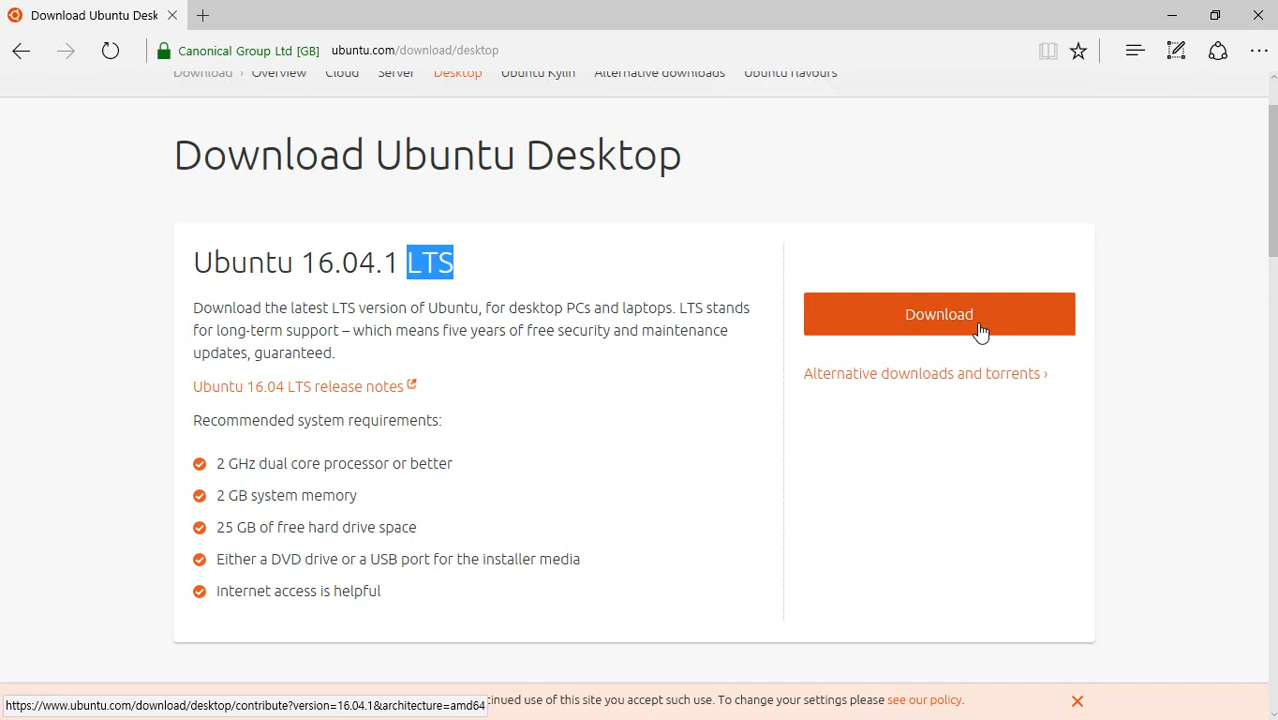 Download Ubuntu Desk
Canonical Group Ltd [GB] ubuntu.com/download/desktop
Download › Overview Cloud Server Desktop Ubuntu Kylin Alternative downloads Ubuntu flavours
Download Ubuntu Desktop
Ubuntu 16.04.1 LTS
Download the latest LTS version of Ubuntu, for desktop PCs and laptops. LTS stands
for long-term support – which means five years of free security and maintenance
updates, guaranteed.
Ubuntu 16.04 LTS release notes
Recommended system requirements:
2 GHz dual core processor or better
2 GB system memory
25 GB of free hard drive space
Either a DVD drive or a USB port for the installer media
Internet access is helpful
Download
Alternative downloads and torrents ›
tinued use of this site you accept such use. To change your settings please see our policy.
https://www.ubuntu.com/download/desktop/contribute?version=16.04.1&architecture=amd64